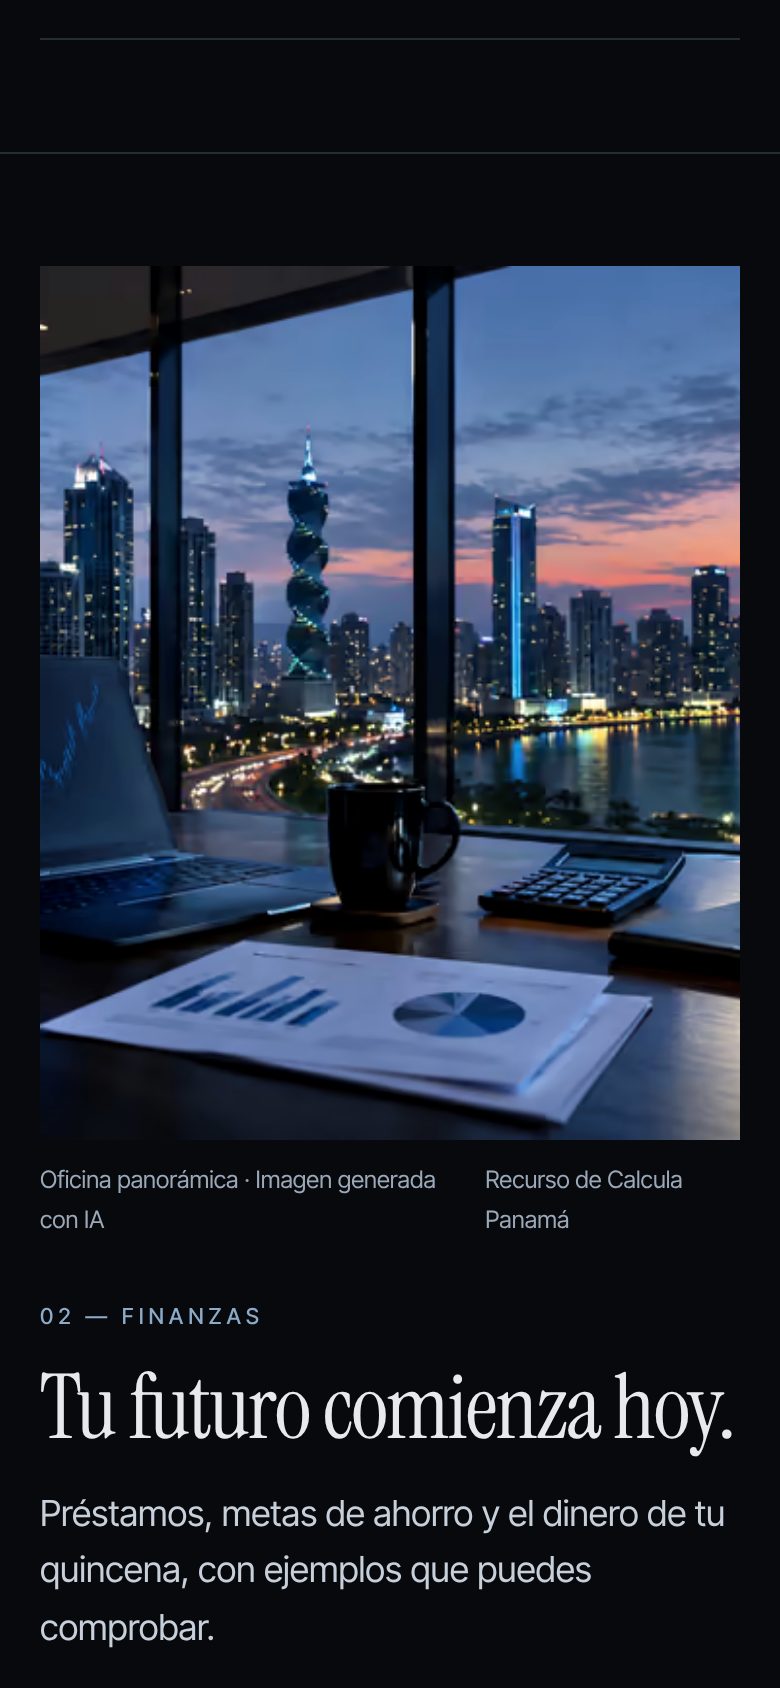 Oficina panorámica · Imagen generada
con IA
Recurso de Calcula
Panamá
02 — FINANZAS
Tu futuro comienza hoy.
Préstamos, metas de ahorro y el dinero de tu
quincena, con ejemplos que puedes
comprobar.